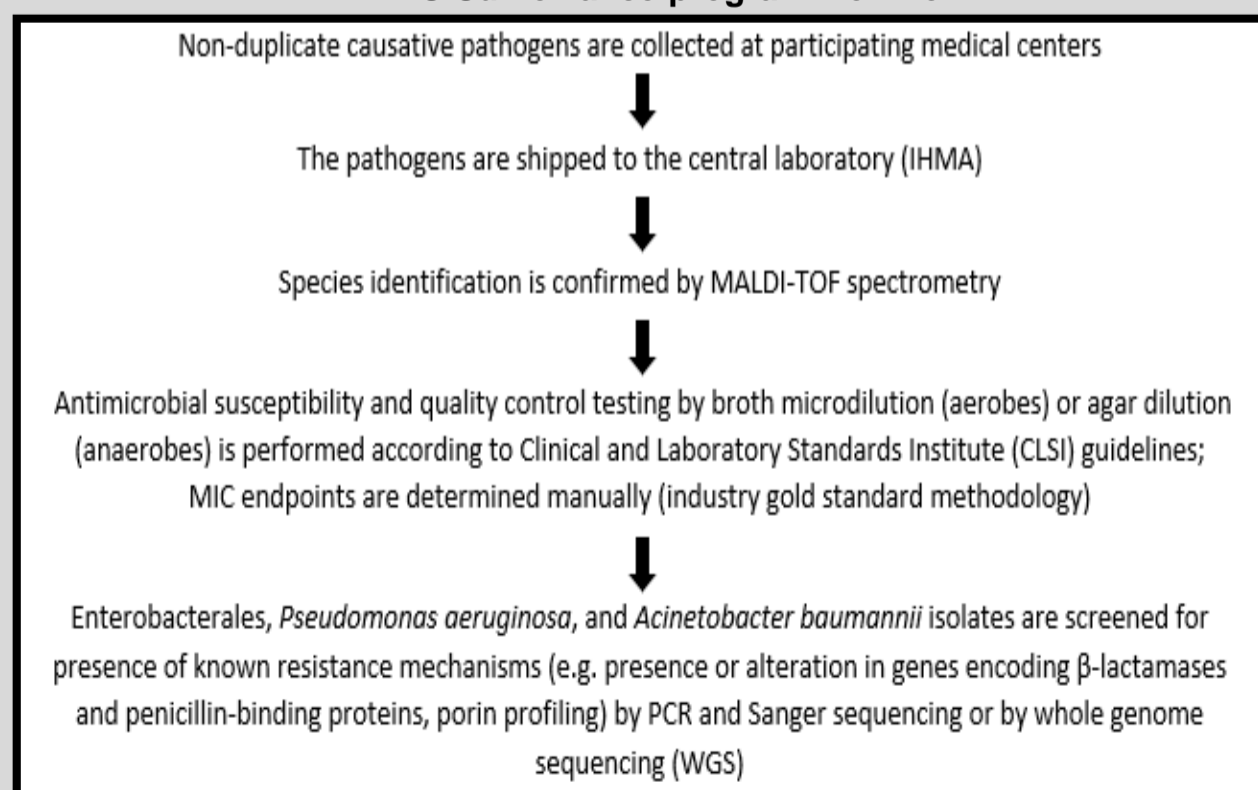 Non-duplicate causative pathogens are collected at participating medical centers
The pathogens are shipped to the central laboratory (IHMA)
Species identification is confirmed by MALDI-TOF spectrometry
Antimicrobial susceptibility and quality control testing by broth microdilution (aerobes) or agar dilution
(anaerobes) is performed according to Clinical and Laboratory Standards Institute (CLSI) guidelines;
MIC endpoints are determined manually (industry gold standard methodology)
Enterobacterales, Pseudomonas aeruginosa, and Acinetobacter baumannii isolates are screened for
presence of known resistance mechanisms (e.g. presence or alteration in genes encoding β-lactamases
and penicillin-binding proteins, porin profiling) by PCR and Sanger sequencing or by whole genome
sequencing (WGS)